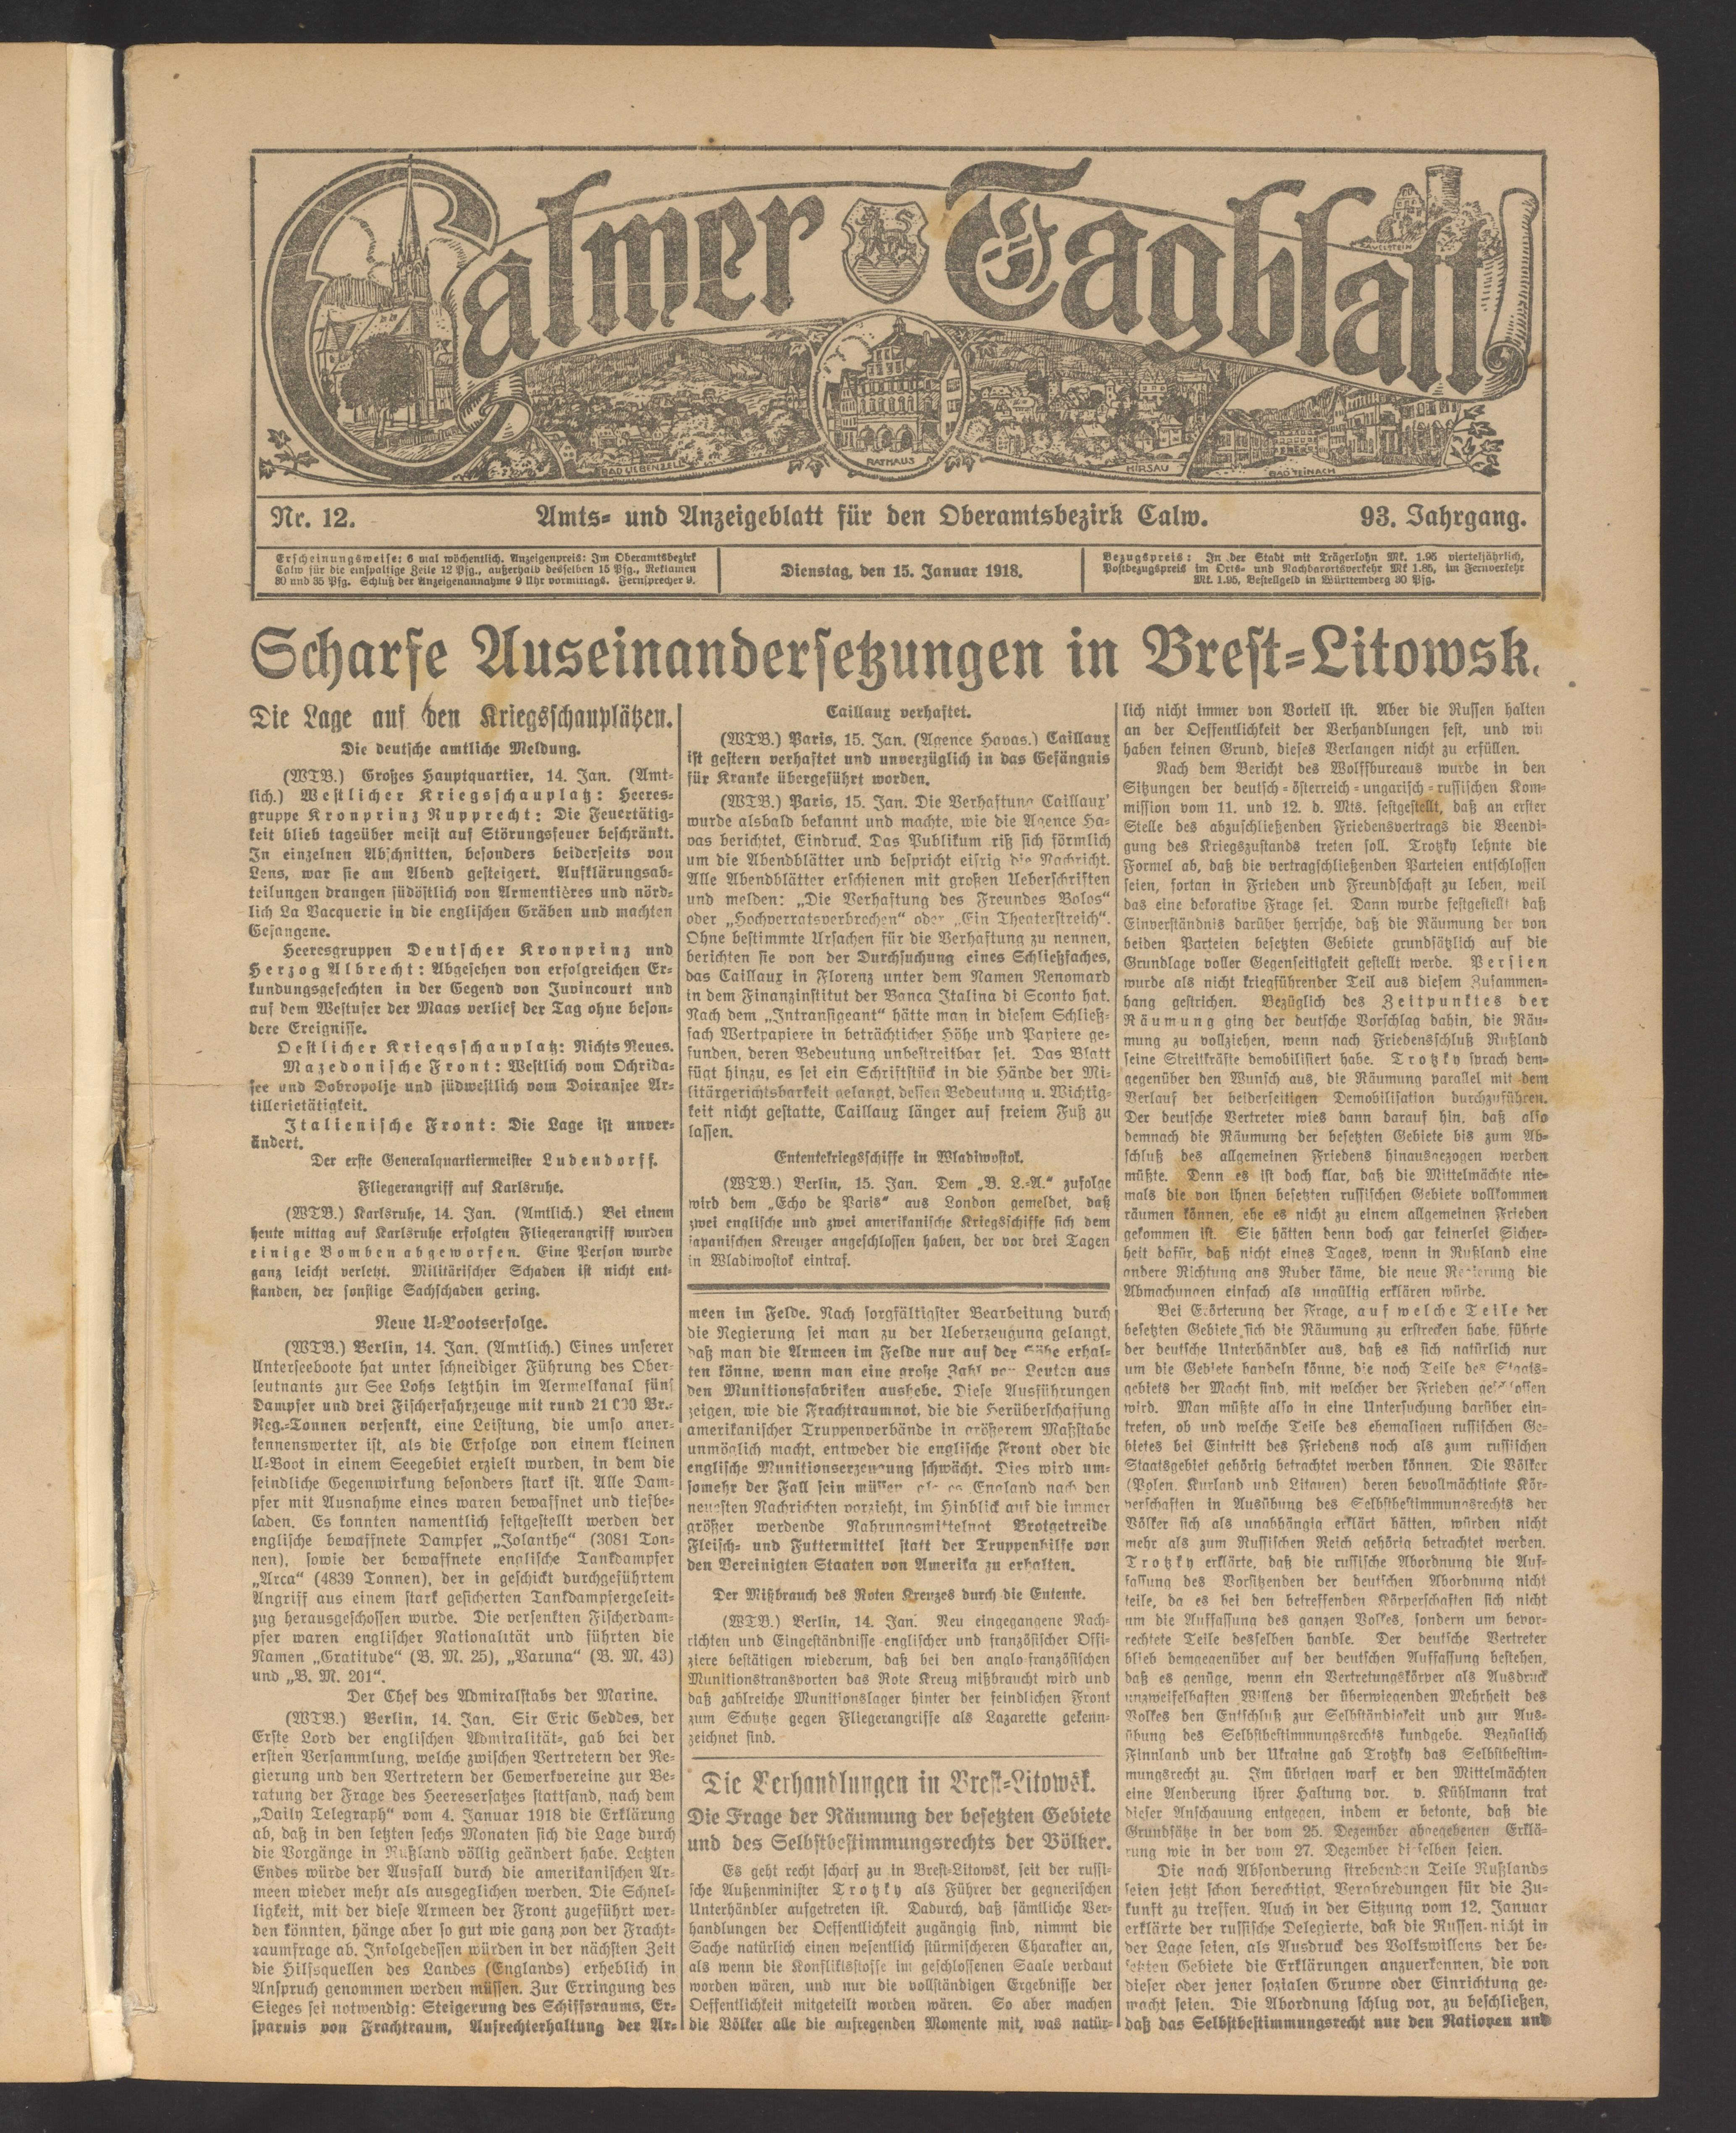 Calmer Tagblatt
ZAVELSTEIN
BAD LIEBENZELL
RATHAUS
HIRSAU
BAD TEINACH
Nr. 12.
Amts- und Anzeigeblatt für den Oberamtsbezirk Calw.
93. Jahrgang.
Erscheinungsweise: 6 mal wöchentlich. Anzeigenpreis: Im Oberamtsbezirk
Calw für die einspaltige Zeile 12 Pfg., außerhalb desselben 15 Pfg., Reklamen
30 und 35 Pfg. Schluß der Anzeigenannahme 9 Uhr vormittags. Fernsprecher 9.
Dienstag, den 15. Januar 1918.
Bezugspreis: In der Stadt mit Trägerlohn Mk. 1.95 vierteljährlich,
Postbezugspreis im Orts- und Nachbarortsverkehr Mk 1.85, im Fernverkehr
Mk. 1.95, Bestellgeld in Württemberg 30 Pfg.
Scharfe Auseinandersetzungen in Brest-Litowsk.
Die Lage auf den Kriegsschauplätzen.
Die deutsche amtliche Meldung.
(WTB.) Großes Hauptquartier, 14. Jan. (Amt-
lich.) Westlicher Kriegsschauplatz: Heeres-
gruppe Kronprinz Rupprecht: Die Feuertätig-
keit blieb tagsüber meist auf Störungsfeuer beschränkt.
In einzelnen Abschnitten, besonders beiderseits von
Lens, war sie am Abend gesteigert. Aufklärungsab-
teilungen drangen südöstlich von Armentières und nörd-
lich La Vacquerie in die englischen Gräben und machten
Gefangene.
Heeresgruppen Deutscher Kronprinz und
Herzog Albrecht: Abgesehen von erfolgreichen Er-
kundungsgefechten in der Gegend von Juvincourt und
auf dem Westufer der Maas verlief der Tag ohne beson-
dere Ereignisse.
Oestlicher Kriegsschauplatz: Nichts Neues.
Mazedonische Front: Westlich vom Ochrida-
see und Dobropolje und südwestlich vom Doiransee Ar-
tillerietätigkeit.
Italienische Front: Die Lage ist unver-
ändert.
Der erste Generalquartiermeister Ludendorff.
Fliegerangriff auf Karlsruhe.
(WTB.) Karlsruhe, 14. Jan. (Amtlich.) Bei einem
heute mittag auf Karlsruhe erfolgten Fliegerangriff wurden
einige Bomben abgeworfen. Eine Person wurde
ganz leicht verletzt. Militärischer Schaden ist nicht ent-
standen, der sonstige Sachschaden gering.
Neue U-Bootserfolge.
(WTB.) Berlin, 14. Jan. (Amtlich.) Eines unserer
Unterseeboote hat unter schneidiger Führung des Ober-
leutnants zur See Lohs letzthin im Aermelkanal fünf
Dampfer und drei Fischerfahrzeuge mit rund 21 000 Br.-
Reg.-Tonnen versenkt, eine Leistung, die umso aner-
kennenswerter ist, als die Erfolge von einem kleinen
U-Boot in einem Seegebiet erzielt wurden, in dem die
feindliche Gegenwirkung besonders stark ist. Alle Dam-
pfer mit Ausnahme eines waren bewaffnet und tiefbe-
laden. Es konnten namentlich festgestellt werden der
englische bewaffnete Dampfer „Jolanthe“ (3081 Ton-
nen), sowie der bewaffnete englische Tankdampfer
„Arca“ (4839 Tonnen), der in geschickt durchgeführtem
Angriff aus einem stark gesicherten Tankdampfergeleit-
zug herausgeschossen wurde. Die versenkten Fischerdam-
pfer waren englischer Nationalität und führten die
Namen „Gratitude“ (B. M. 25), „Varuna“ (B. M. 43)
und „B. M. 201“.
Der Chef des Admiralstabs der Marine.
(WTB.) Berlin, 14. Jan. Sir Eric Geddes, der
Erste Lord der englischen Admiralität, gab bei der
ersten Versammlung, welche zwischen Vertretern der Re-
gierung und den Vertretern der Gewerkvereine zur Be-
ratung der Frage des Heeresersatzes stattfand, nach dem
„Daily Telegraph“ vom 4. Januar 1918 die Erklärung
ab, daß in den letzten sechs Monaten sich die Lage durch
die Vorgänge in Rußland völlig geändert habe. Letzten
Endes würde der Ausfall durch die amerikanischen Ar-
meen wieder mehr als ausgeglichen werden. Die Schnel-
ligkeit, mit der diese Armeen der Front zugeführt wer-
den könnten, hänge aber so gut wie ganz von der Fracht-
raumfrage ab. Infolgedessen würden in der nächsten Zeit
die Hilfsquellen des Landes (Englands) erheblich in
Anspruch genommen werden müssen. Zur Erringung des
Sieges sei notwendig: Steigerung des Schiffsraums, Er-
sparnis von Frachtraum, Aufrechterhaltung der Ar-
Caillaux verhaftet.
(WTB.) Paris, 15. Jan. (Agence Havas.) Caillaux
ist gestern verhaftet und unverzüglich in das Gefängnis
für Kranke übergeführt worden.
(WTB.) Paris, 15. Jan. Die Verhaftung Caillaux'
wurde alsbald bekannt und machte, wie die Agence Ha-
vas berichtet, Eindruck. Das Publikum riß sich förmlich
um die Abendblätter und bespricht eifrig die Nachricht.
Alle Abendblätter erschienen mit großen Ueberschriften
und melden: „Die Verhaftung des Freundes Bolos“
oder „Hochverratsverbrechen“ oder „Ein Theaterstreich“.
Ohne bestimmte Ursachen für die Verhaftung zu nennen,
berichten sie von der Durchsuchung eines Schließfaches,
das Caillaux in Florenz unter dem Namen Renomard
in dem Finanzinstitut der Banca Italina di Sconto hat.
Nach dem „Intransigeant“ hätte man in diesem Schließ-
fach Wertpapiere in beträchtlicher Höhe und Papiere ge-
funden, deren Bedeutung unbestreitbar sei. Das Blatt
fügt hinzu, es sei ein Schriftstück in die Hände der Mi-
litärgerichtsbarkeit gelangt, dessen Bedeutung u. Wichtig-
keit nicht gestatte, Caillaux länger auf freiem Fuß zu
lassen.
Ententekriegsschiffe in Wladiwostok.
(WTB.) Berlin, 15. Jan. Dem „B. L.-A.“ zufolge
wird dem „Echo de Paris“ aus London gemeldet, daß
zwei englische und zwei amerikanische Kriegsschiffe sich dem
japanischen Kreuzer angeschlossen haben, der vor drei Tagen
in Wladiwostok eintraf.
meen im Felde. Nach sorgfältigster Bearbeitung durch
die Regierung sei man zu der Ueberzeugung gelangt,
daß man die Armeen im Felde nur auf der Höhe erhal-
ten könne, wenn man eine große Zahl von Leuten aus
den Munitionsfabriken aushebe. Diese Ausführungen
zeigen, wie die Frachtraumnot, die die Herüberschaffung
amerikanischer Truppenverbände in größerem Maßstabe
unmöglich macht, entweder die englische Front oder die
englische Munitionserzeugung schwächt. Dies wird um-
somehr der Fall sein müssen, als es England nach den
neuesten Nachrichten vorzieht, im Hinblick auf die immer
größer werdende Nahrungsmittelnot Brotgetreide
Fleisch- und Futtermittel statt der Truppenhilfe von
den Vereinigten Staaten von Amerika zu erhalten.
Der Mißbrauch des Roten Kreuzes durch die Entente.
(WTB.) Berlin, 14. Jan. Neu eingegangene Nach-
richten und Eingeständnisse englischer und französischer Offi-
ziere bestätigen wiederum, daß bei den anglo-französischen
Munitionstransporten das Rote Kreuz mißbraucht wird und
daß zahlreiche Munitionslager hinter der feindlichen Front
zum Schutze gegen Fliegerangriffe als Lazarette gekenn-
zeichnet sind.
Die Verhandlungen in Brest-Litowsk.
Die Frage der Räumung der besetzten Gebiete
und des Selbstbestimmungsrechts der Völker.
Es geht recht scharf zu in Brest-Litowsk, seit der russi-
sche Außenminister Trotzky als Führer der gegnerischen
Unterhändler aufgetreten ist. Dadurch, daß sämtliche Ver-
handlungen der Oeffentlichkeit zugängig sind, nimmt die
Sache natürlich einen wesentlich stürmischeren Charakter an,
als wenn die Konfliktsstoffe im geschlossenen Saale verdaut
worden wären, und nur die vollständigen Ergebnisse der
Oeffentlichkeit mitgeteilt worden wären. So aber machen
die Völker alle die aufregenden Momente mit, was natür-
lich nicht immer von Vorteil ist. Aber die Russen halten
an der Oeffentlichkeit der Verhandlungen fest, und wir
haben keinen Grund, dieses Verlangen nicht zu erfüllen.
Nach dem Bericht des Wolffbureaus wurde in den
Sitzungen der deutsch-österreich-ungarisch-russischen Kom-
mission vom 11. und 12. d. Mts. festgestellt, daß an erster
Stelle des abzuschließenden Friedensvertrags die Beendi-
gung des Kriegszustands treten soll. Trotzky lehnte die
Formel ab, daß die vertragschließenden Parteien entschlossen
seien, fortan in Frieden und Freundschaft zu leben, weil
das eine dekorative Frage sei. Dann wurde festgestellt daß
Einverständnis darüber herrsche, daß die Räumung der von
beiden Parteien besetzten Gebiete grundsätzlich auf die
Grundlage voller Gegenseitigkeit gestellt werde. Persien
wurde als nicht kriegführender Teil aus diesem Zusammen-
hang gestrichen. Bezüglich des Zeitpunktes der
Räumung ging der deutsche Vorschlag dahin, die Räu-
mung zu vollziehen, wenn nach Friedensschluß Rußland
seine Streitkräfte demobilisiert habe. Trotzky sprach dem-
gegenüber den Wunsch aus, die Räumung parallel mit dem
Verlauf der beiderseitigen Demobilisation durchzuführen.
Der deutsche Vertreter wies dann darauf hin, daß also
demnach die Räumung der besetzten Gebiete bis zum Ab-
schluß des allgemeinen Friedens hinausgezogen werden
müßte. Denn es ist doch klar, daß die Mittelmächte nie-
mals die von ihnen besetzten russischen Gebiete vollkommen
räumen können, ehe es nicht zu einem allgemeinen Frieden
gekommen ist. Sie hätten denn doch gar keinerlei Sicher-
heit dafür, daß nicht eines Tages, wenn in Rußland eine
andere Richtung ans Ruder käme, die neue Regierung die
Abmachungen einfach als ungültig erklären würde.
Bei Erörterung der Frage, auf welche Teile der
besetzten Gebiete sich die Räumung zu erstrecken habe, führte
der deutsche Unterhändler aus, daß es sich natürlich nur
um die Gebiete handeln könne, die noch Teile des Staats-
gebiets der Macht sind, mit welcher der Frieden geschlossen
wird. Man müßte also in eine Untersuchung darüber ein-
treten, ob und welche Teile des ehemaligen russischen Ge-
bietes bei Eintritt des Friedens noch als zum russischen
Staatsgebiet gehörig betrachtet werden können. Die Völker
(Polen, Kurland und Litauen) deren bevollmächtigte Kör-
perschaften in Ausübung des Selbstbestimmungsrechts der
Völker sich als unabhängig erklärt hätten, würden nicht
mehr als zum Russischen Reich gehörig betrachtet werden.
Trotzky erklärte, daß die russische Abordnung die Auf-
fassung des Vorsitzenden der deutschen Abordnung nicht
teile, da es bei den betreffenden Körperschaften sich nicht
um die Auffassung des ganzen Volkes, sondern um bevor-
rechtete Teile desselben handle. Der deutsche Vertreter
blieb demgegenüber auf der deutschen Auffassung bestehen,
daß es genüge, wenn ein Vertretungskörper als Ausdruck
unzweifelhaften Willens der überwiegenden Mehrheit des
Volkes den Entschluß zur Selbständigkeit und zur Aus-
übung des Selbstbestimmungsrechts kundgebe. Bezüglich
Finnland und der Ukraine gab Trotzky das Selbstbestim-
mungsrecht zu. Im übrigen warf er den Mittelmächten
eine Aenderung ihrer Haltung vor. v. Kühlmann trat
dieser Anschauung entgegen, indem er betonte, daß die
Grundsätze in der vom 25. Dezember abgegebenen Erklä-
rung wie in der vom 27. Dezember dieselben seien.
Die nach Absonderung strebenden Teile Rußlands
seien jetzt schon berechtigt, Verabredungen für die Zu-
kunft zu treffen. Auch in der Sitzung vom 12. Januar
erklärte der russische Delegierte, daß die Russen nicht in
der Lage seien, als Ausdruck des Volkswillens der be-
setzten Gebiete die Erklärungen anzuerkennen, die von
dieser oder jener sozialen Gruppe oder Einrichtung ge-
macht seien. Die Abordnung schlug vor, zu beschließen,
daß das Selbstbestimmungsrecht nur den Nationen und